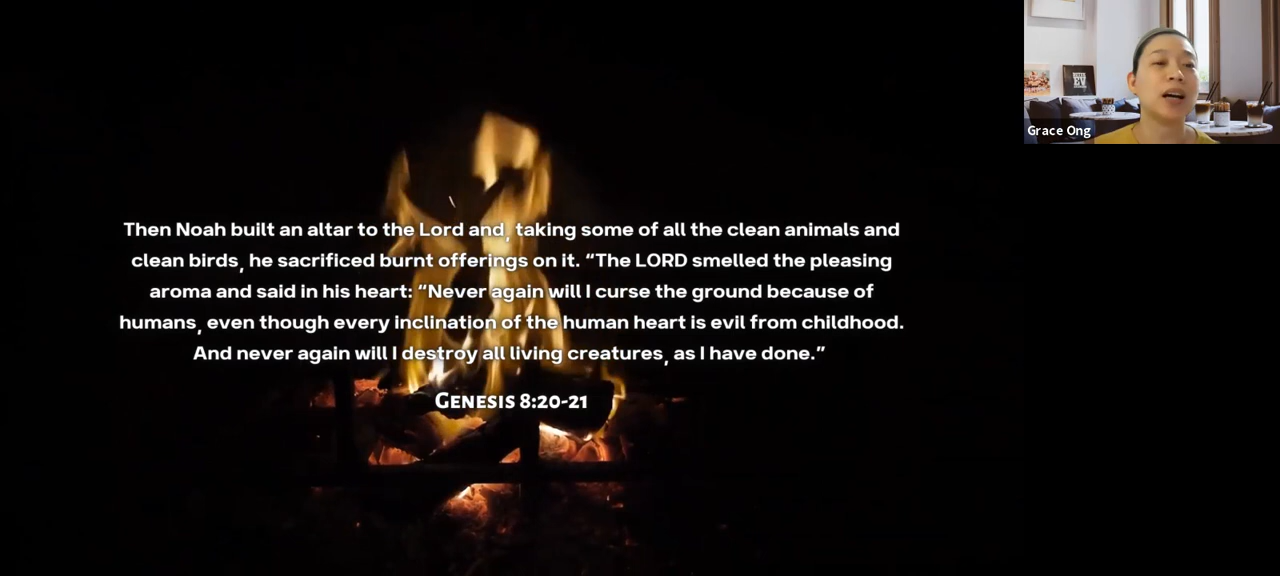 Then Noah built an altar to the Lord and, taking some of all the clean animals and
clean birds, he sacrificed burnt offerings on it. “The LORD smelled the pleasing
aroma and said in his heart: “Never again will I curse the ground because of
humans, even though every inclination of the human heart is evil from childhood.
And never again will I destroy all living creatures, as I have done.”
Genesis 8:20-21
Grace Ong